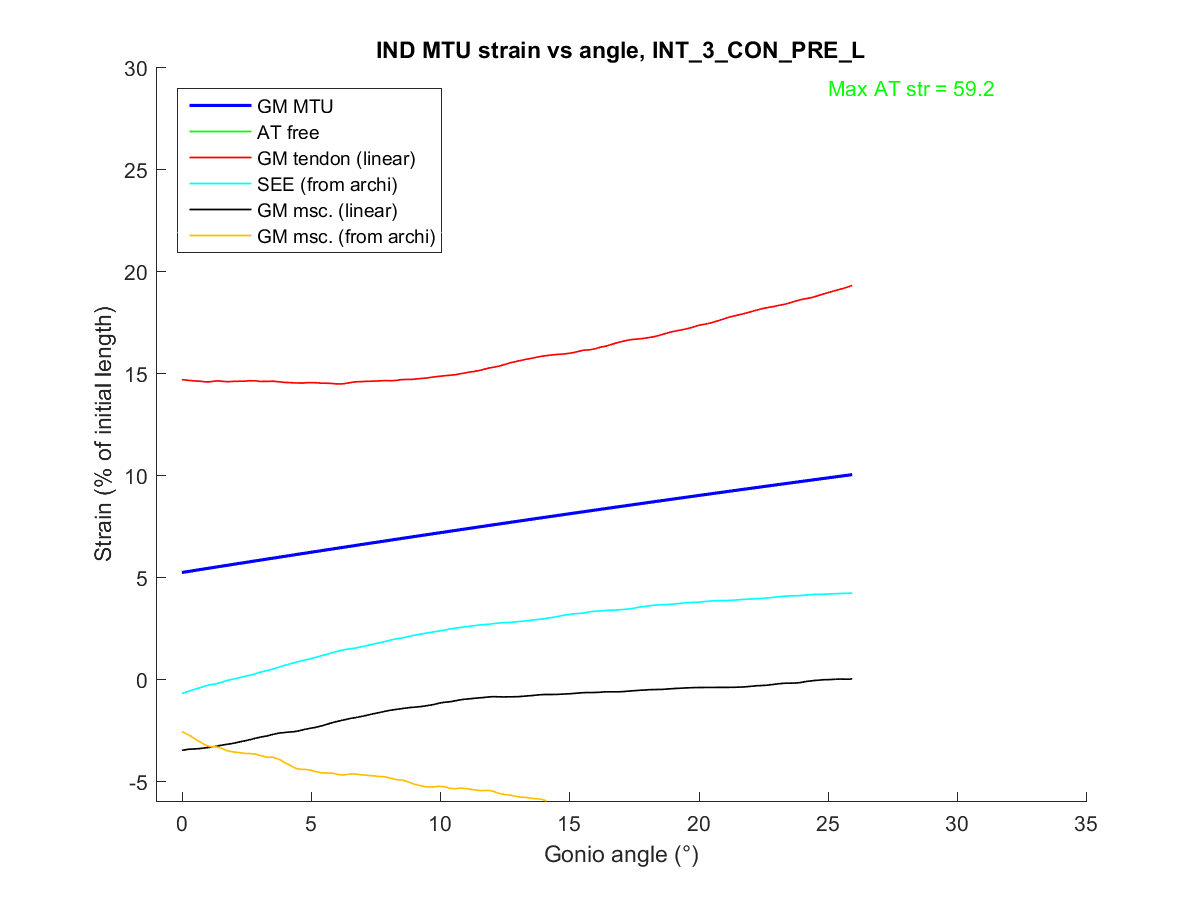 IND MTU strain vs angle, INT_3_CON_PRE_L
Max AT str = 59.2
GM MTU
AT free
GM tendon (linear)
SEE (from archi)
GM msc. (linear)
GM msc. (from archi)
Strain (% of initial length)
30
25
20
15
10
5
0
-5
0 5 10 15 20 25 30 35
Gonio angle (°)